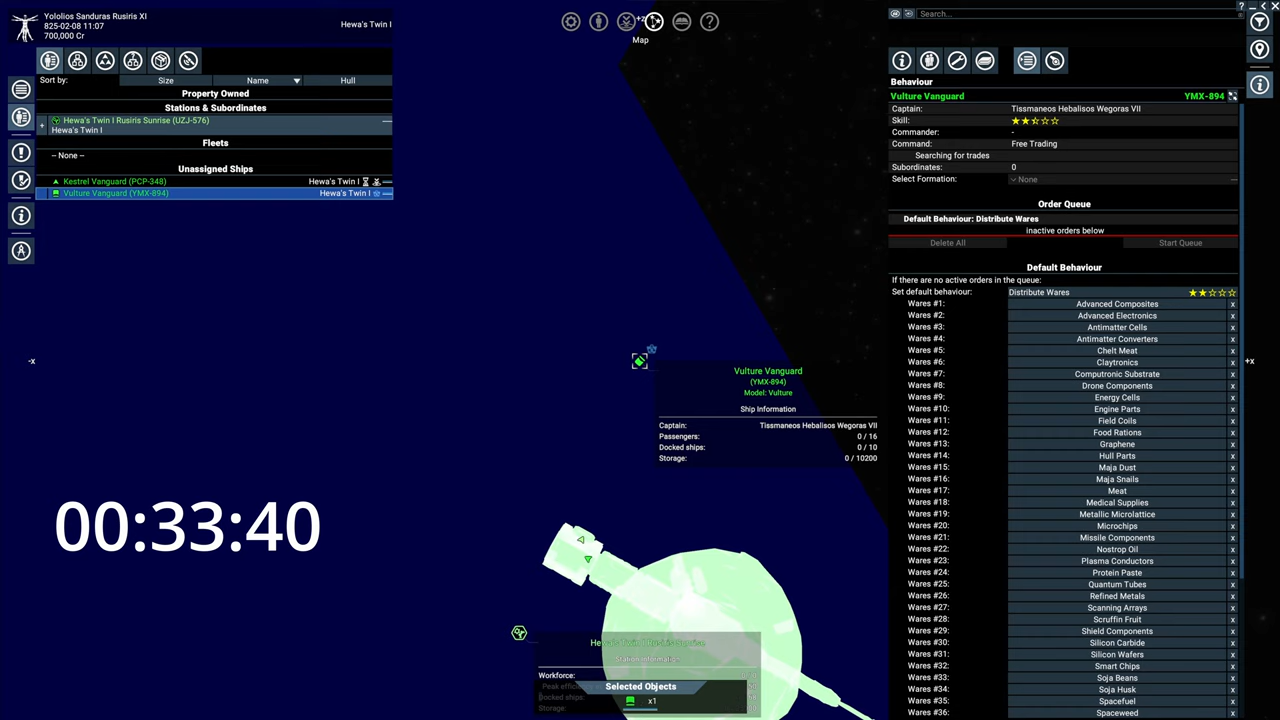 Yololios Sanduras Rusiris XI
825-02-08 11:07
700,000 Cr
Hewa's Twin I
Sort by:
Size
Name
Hull
Property Owned
Stations & Subordinates
Hewa's Twin I Rusiris Sunrise (UZJ-576)
Hewa's Twin I
Fleets
-- None --
Unassigned Ships
Kestrel Vanguard (PCP-348) Hewa's Twin I
Vulture Vanguard (YMX-894) Hewa's Twin I
+z
Map
-x
+x
Vulture Vanguard
(YMX-894)
Model: Vulture
Ship Information
Captain: Tissmaneos Hebalisos Wegoras VII
Passengers: 0 / 16
Docked ships: 0 / 10
Storage: 0 / 10200
00:33:40
Hewa's Twin I Rusiris Sunrise
Station Information
Workforce:
Peak efficiency
Docked ships:
Storage:
Selected Objects
x1
Search...
Behaviour
Vulture Vanguard YMX-894
Captain: Tissmaneos Hebalisos Wegoras VII
Skill: ★★
Commander: -
Command: Free Trading
Searching for trades
Subordinates: 0
Select Formation: None
Order Queue
Default Behaviour: Distribute Wares
inactive orders below
Delete All
Start Queue
Default Behaviour
If there are no active orders in the queue:
Set default behaviour: Distribute Wares ★★☆☆☆
Wares #1: Advanced Composites x
Wares #2: Advanced Electronics x
Wares #3: Antimatter Cells x
Wares #4: Antimatter Converters x
Wares #5: Chelt Meat x
Wares #6: Claytronics x
Wares #7: Computronic Substrate x
Wares #8: Drone Components x
Wares #9: Energy Cells x
Wares #10: Engine Parts x
Wares #11: Field Coils x
Wares #12: Food Rations x
Wares #13: Graphene x
Wares #14: Hull Parts x
Wares #15: Maja Dust x
Wares #16: Maja Snails x
Wares #17: Meat x
Wares #18: Medical Supplies x
Wares #19: Metallic Microlattice x
Wares #20: Microchips x
Wares #21: Missile Components x
Wares #22: Nostrop Oil x
Wares #23: Plasma Conductors x
Wares #24: Protein Paste x
Wares #25: Quantum Tubes x
Wares #26: Refined Metals x
Wares #27: Scanning Arrays x
Wares #28: Scruffin Fruit x
Wares #29: Shield Components x
Wares #30: Silicon Carbide x
Wares #31: Silicon Wafers x
Wares #32: Smart Chips x
Wares #33: Soja Beans x
Wares #34: Soja Husk x
Wares #35: Spacefuel x
Wares #36: Spaceweed x